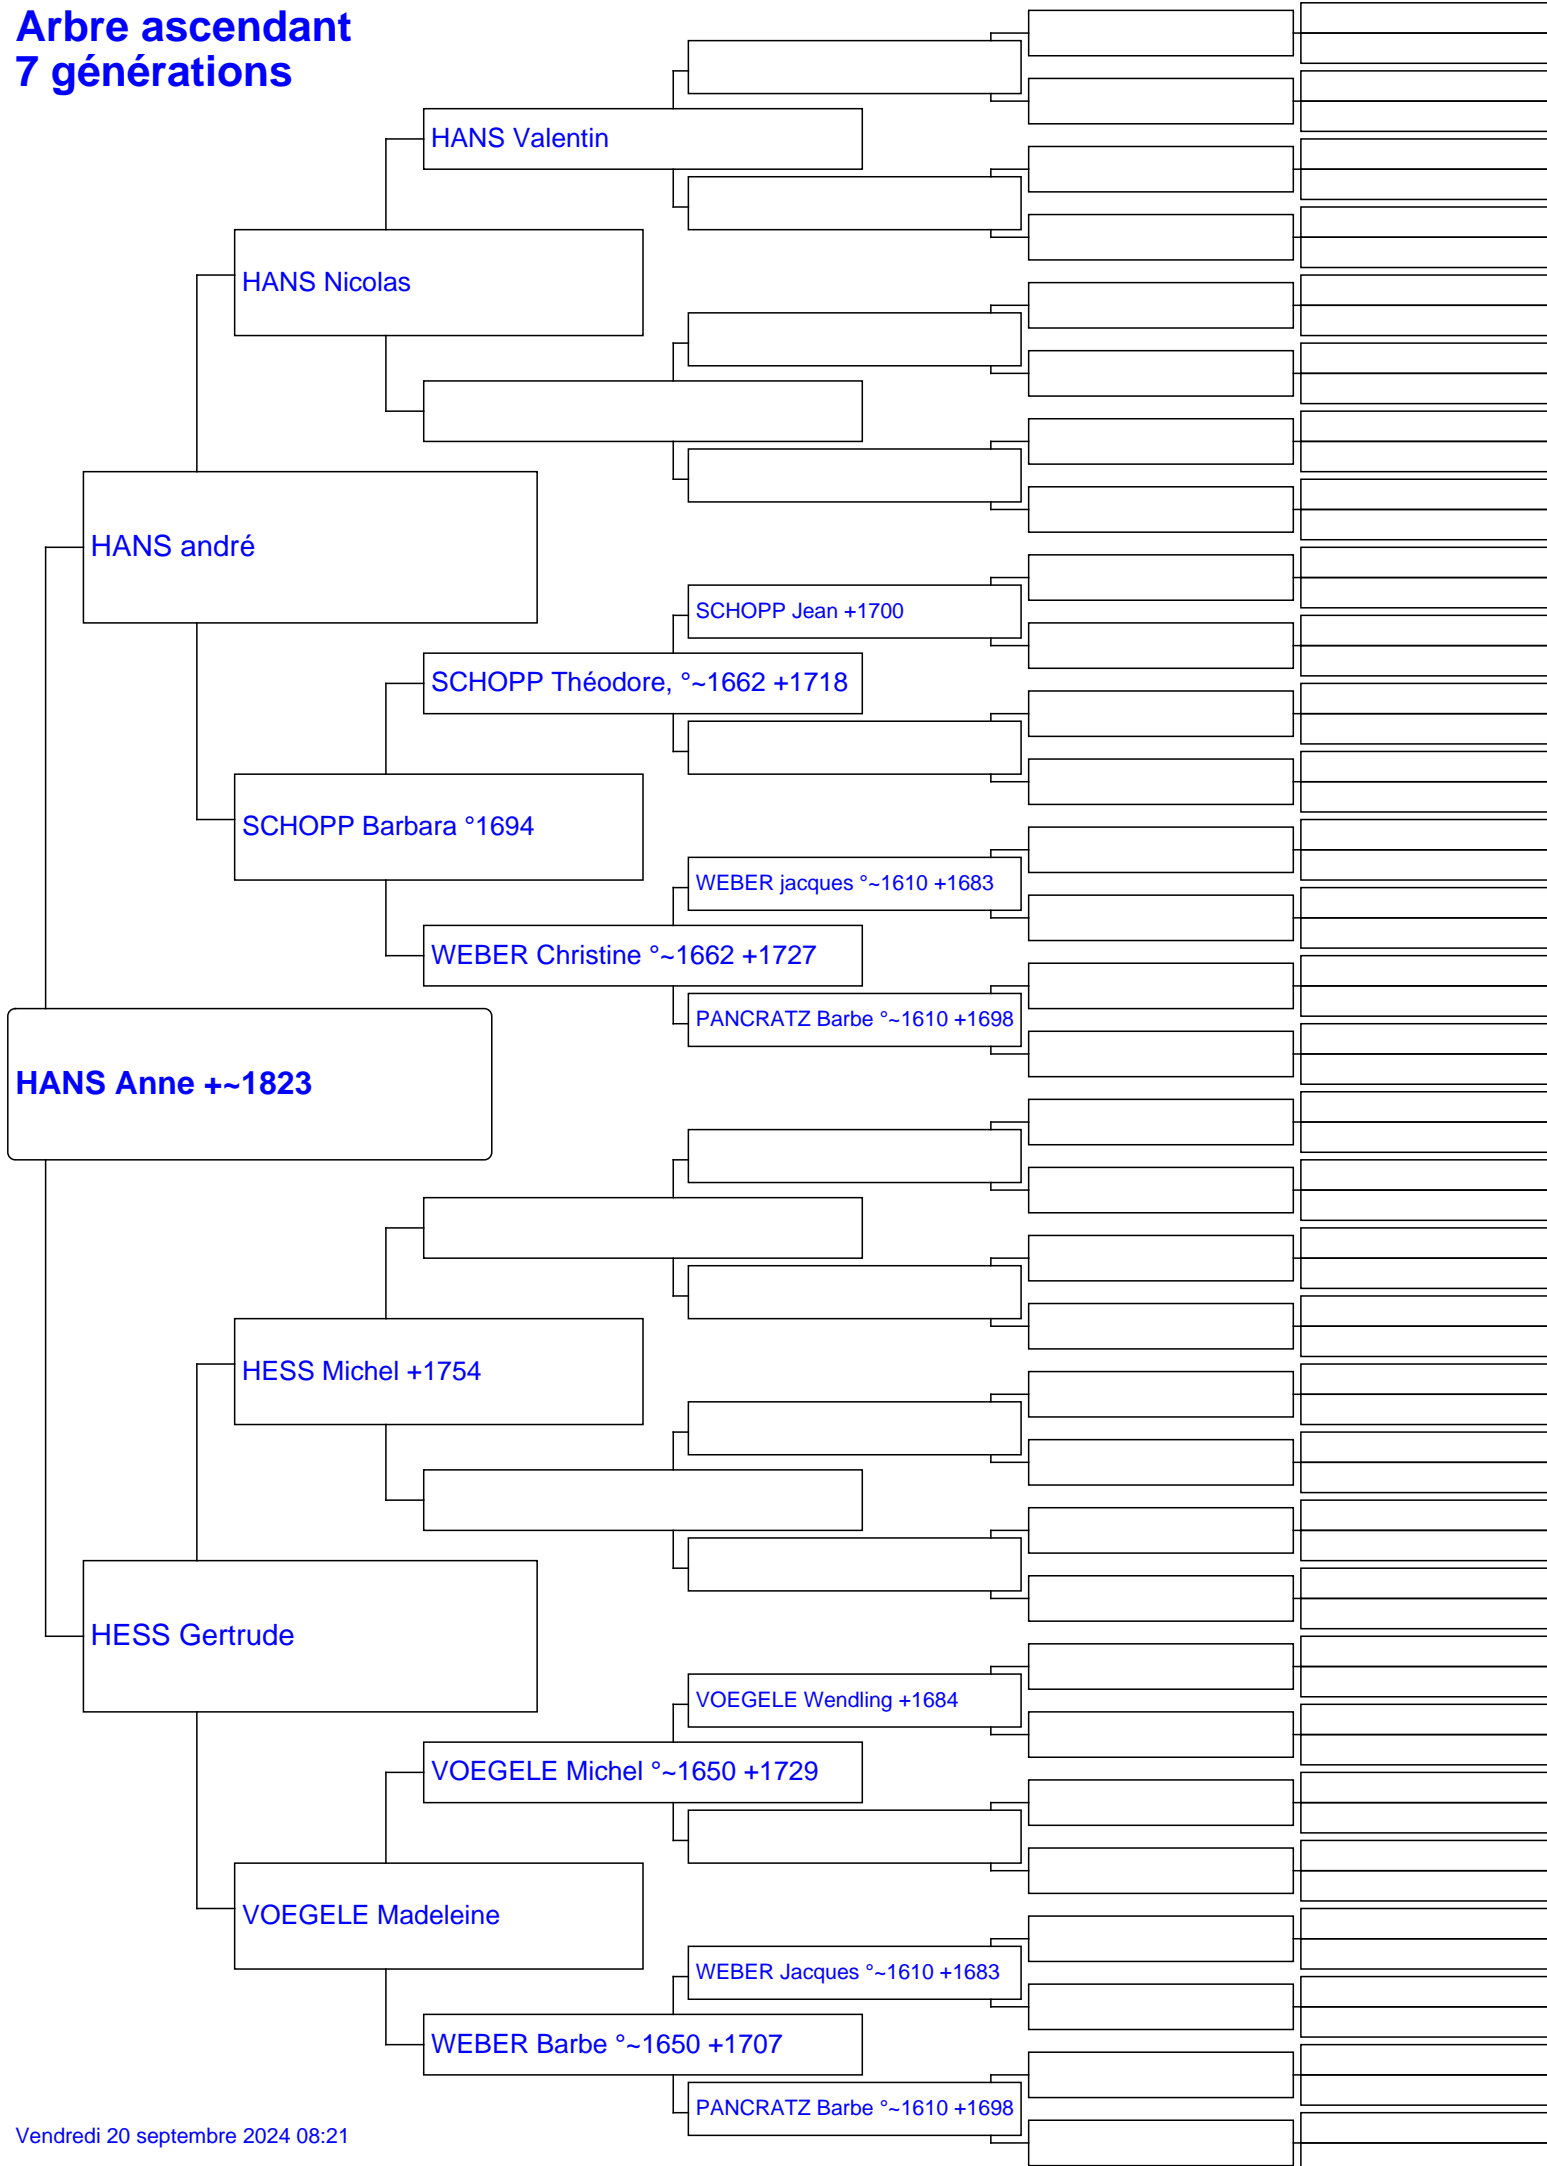 Arbre ascendant
7 générations
HANS Valentin
HANS Nicolas
HANS andré
SCHOPP Jean +1700
SCHOPP Théodore, °~1662 +1718
SCHOPP Barbara °1694
WEBER jacques °~1610 +1683
WEBER Christine °~1662 +1727
PANCRATZ Barbe °~1610 +1698
HANS Anne +~1823
HESS Michel +1754
HESS Gertrude
VOEGELE Wendling +1684
VOEGELE Michel °~1650 +1729
VOEGELE Madeleine
WEBER Jacques °~1610 +1683
WEBER Barbe °~1650 +1707
PANCRATZ Barbe °~1610 +1698
Vendredi 20 septembre 2024 08:21